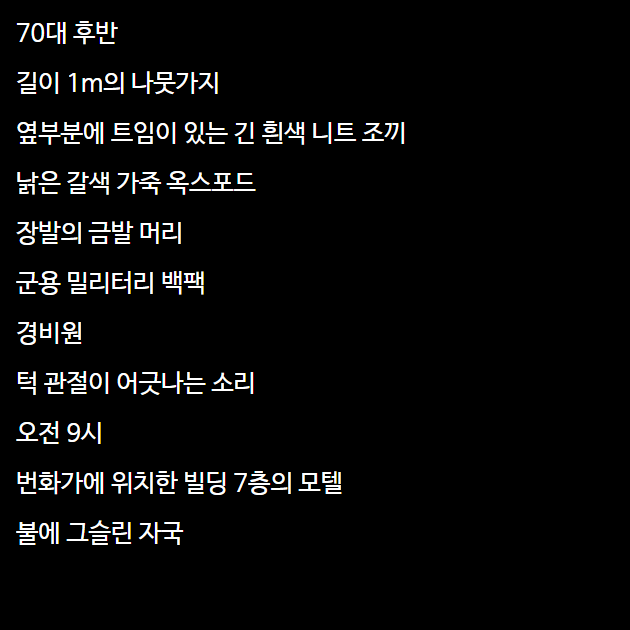 70대 후반
길이 1m의 나뭇가지
옆부분에 트임이 있는 긴 흰색 니트 조끼
낡은 갈색 가죽 옥스포드
장발의 금발 머리
군용 밀리터리 백팩
경비원
턱 관절이 어긋나는 소리
오전 9시
번화가에 위치한 빌딩 7층의 모텔
불에 그슬린 자국